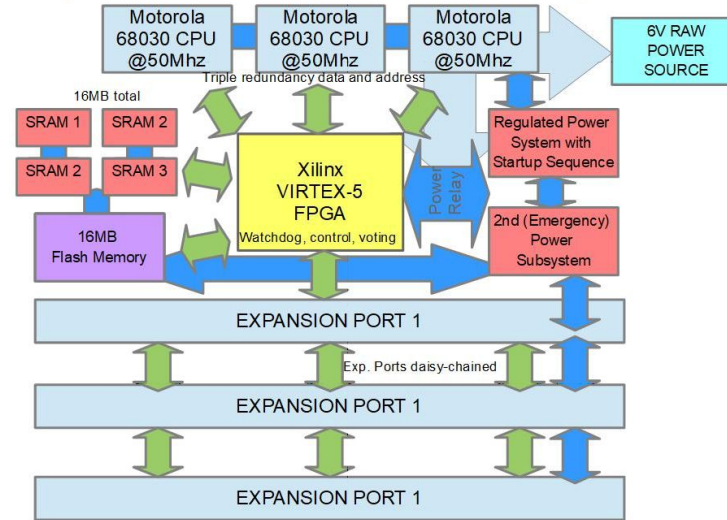 Motorola
68030 CPU
@50Mhz
Motorola
68030 CPU
@50Mhz
Motorola
68030 CPU
@50Mhz
6V RAW
POWER
SOURCE
Triple redundancy data and address
16MB total
SRAM 1
SRAM 2
SRAM 2
SRAM 3
Xilinx
VIRTEX-5
FPGA
Watchdog, control, voting
Power
Relay
Regulated Power
System with
Startup Sequence
16MB
Flash Memory
2nd (Emergency)
Power
Subsystem
EXPANSION PORT 1
Exp. Ports daisy-chained
EXPANSION PORT 1
EXPANSION PORT 1